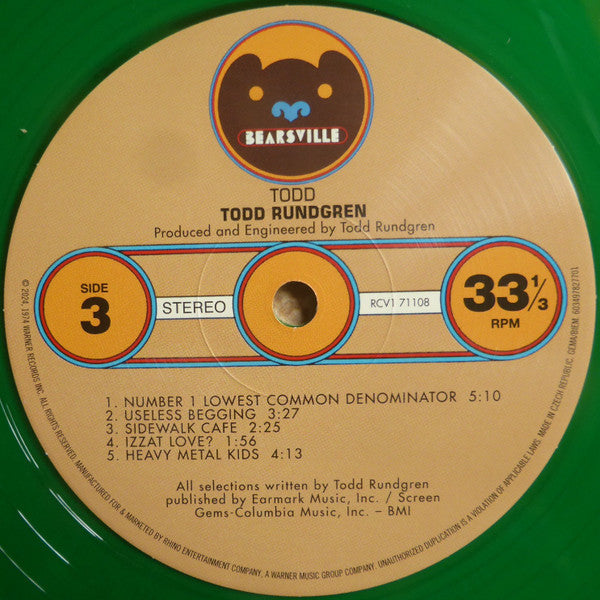 BEARSVILLE
TODD
TODD RUNDGREN
Produced and Engineered by Todd Rundgren
SIDE
3
STEREO
RCV1 71108
33 1/3
RPM
1. NUMBER 1 LOWEST COMMON DENOMINATOR 5:10
2. USELESS BEGGING 3:27
3. SIDEWALK CAFE 2:25
4. IZZAT LOVE? 1:56
5. HEAVY METAL KIDS 4:13
All selections written by Todd Rundgren
published by Earmark Music, Inc. / Screen
Gems-Columbia Music, Inc. – BMI
© 2024, 1974 WARNER RECORDS INC. ALL RIGHTS RESERVED. MANUFACTURED FOR & MARKETED BY RHINO ENTERTAINMENT COMPANY, A WARNER MUSIC GROUP COMPANY. UNAUTHORIZED DUPLICATION IS A VIOLATION OF APPLICABLE LAWS. MADE IN CZECH REPUBLIC. GEMA/BIEM. 603497827701